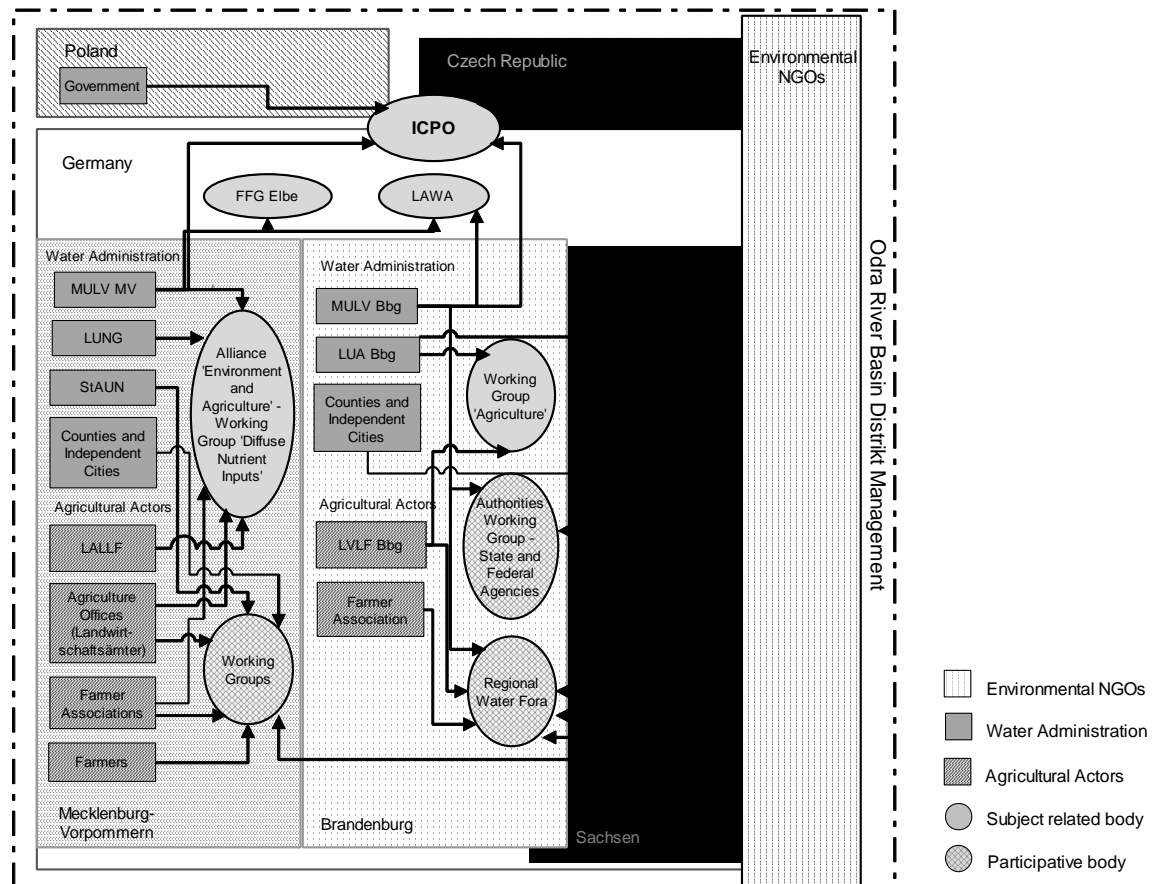 Poland
Government
Czech Republic
Environmental
NGOs
ICPO
Germany
FFG Elbe
LAWA
Water Administration
MULV MV
LUNG
StAUN
Counties and
Independent
Cities
Agricultural Actors
LALLF
Agriculture
Offices
(Landwirt-
schaftsämter)
Farmer
Associations
Farmers
Alliance
'Environment
and
Agriculture' -
Working
Group 'Diffuse
Nutrient
Inputs'
Working
Groups
Mecklenburg-
Vorpommern
Water Administration
MULV Bbg
LUA Bbg
Counties and
Independent
Cities
Agricultural Actors
LVLF Bbg
Farmer
Association
Working
Group
'Agriculture'
Authorities
Working
Group -
State and
Federal
Agencies
Regional
Water Fora
Brandenburg
Sachsen
Odra River Basin Distrikt Management
Environmental NGOs
Water Administration
Agricultural Actors
Subject related body
Participative body